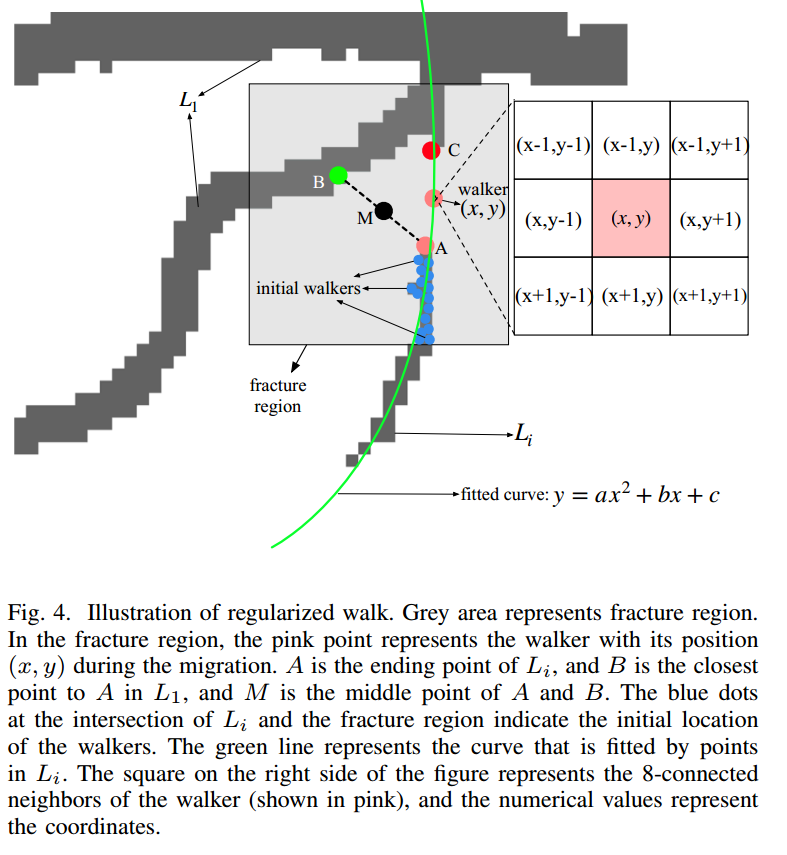 L₁
C
B
walker
(x, y)
M
A
initial walkers
fracture
region
Lᵢ
fitted curve: y = ax² + bx + c
(x-1,y-1) (x-1,y) (x-1,y+1)
(x,y-1) (x, y) (x,y+1)
(x+1,y-1) (x+1,y) (x+1,y+1)
Fig. 4. Illustration of regularized walk. Grey area represents fracture region.
In the fracture region, the pink point represents the walker with its position
(x, y) during the migration. A is the ending point of Lᵢ, and B is the closest
point to A in L₁, and M is the middle point of A and B. The blue dots
at the intersection of Lᵢ and the fracture region indicate the initial location
of the walkers. The green line represents the curve that is fitted by points
in Lᵢ. The square on the right side of the figure represents the 8-connected
neighbors of the walker (shown in pink), and the numerical values represent
the coordinates.